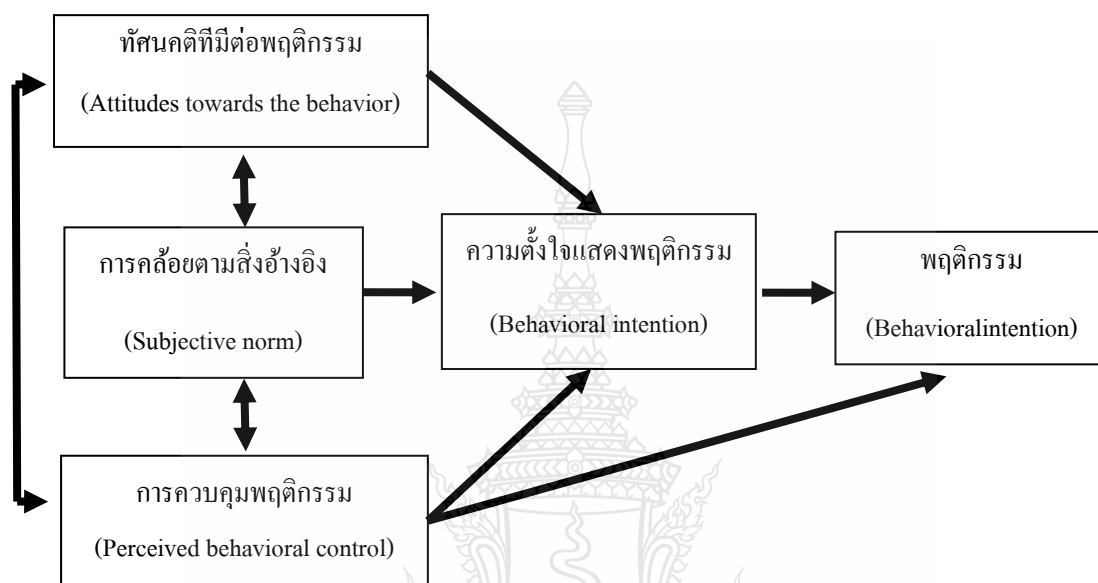 ทัศนคติที่มีต่อพฤติกรรม
(Attitudes towards the behavior)
การคล้อยตามสิ่งอ้างอิง
(Subjective norm)
ความตั้งใจแสดงพฤติกรรม
(Behavioral intention)
พฤติกรรม
(Behavioralintention)
การควบคุมพฤติกรรม
(Perceived behavioral control)